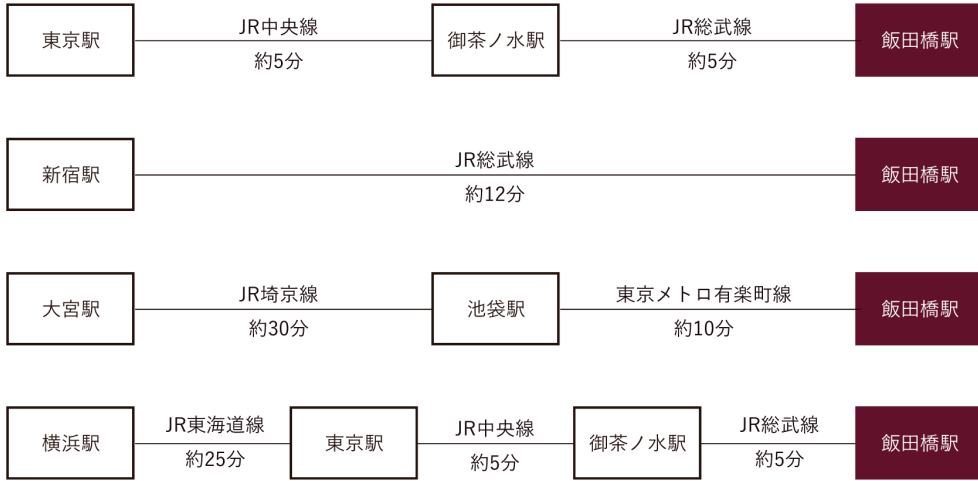 東京駅
JR中央線
約5分
御茶ノ水駅
JR総武線
約5分
飯田橋駅
新宿駅
JR総武線
約12分
飯田橋駅
大宮駅
JR埼京線
約30分
池袋駅
東京メトロ有楽町線
約10分
飯田橋駅
横浜駅
JR東海道線
約25分
東京駅
JR中央線
約5分
御茶ノ水駅
JR総武線
約5分
飯田橋駅